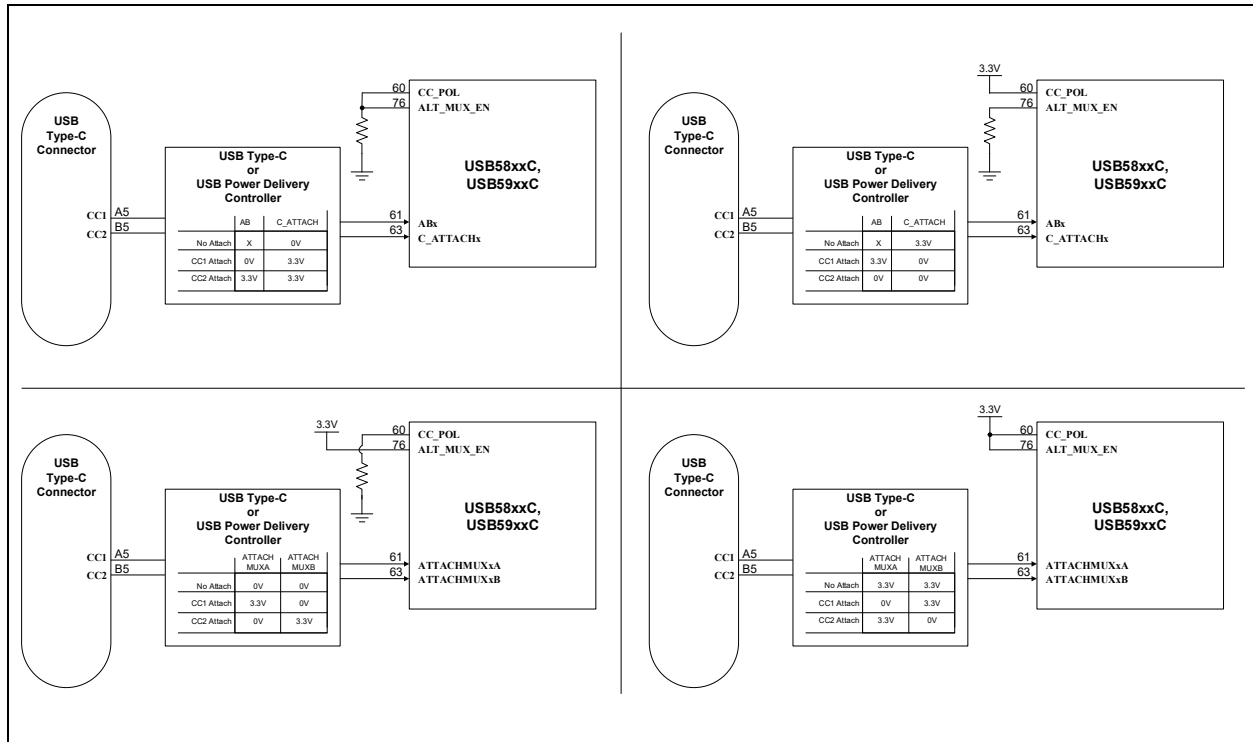 USB
Type-C
Connector
CC1 A5
CC2 B5
USB Type-C
or
USB Power Delivery
Controller
AB C_ATTACH
No Attach X 0V
CC1 Attach 0V 3.3V
CC2 Attach 3.3V 3.3V
60 CC_POL
76 ALT_MUX_EN
USB58xxC,
USB59xxC
61 ABx
63 C_ATTACHx
USB
Type-C
Connector
CC1 A5
CC2 B5
USB Type-C
or
USB Power Delivery
Controller
AB C_ATTACH
No Attach X 3.3V
CC1 Attach 3.3V 0V
CC2 Attach 0V 0V
3.3V
60 CC_POL
76 ALT_MUX_EN
USB58xxC,
USB59xxC
61 ABx
63 C_ATTACHx
USB
Type-C
Connector
CC1 A5
CC2 B5
USB Type-C
or
USB Power Delivery
Controller
ATTACH ATTACH
MUXA MUXB
No Attach 0V 0V
CC1 Attach 3.3V 0V
CC2 Attach 0V 3.3V
3.3V
60 CC_POL
76 ALT_MUX_EN
USB58xxC,
USB59xxC
61 ATTACHMUXxA
63 ATTACHMUXxB
USB
Type-C
Connector
CC1 A5
CC2 B5
USB Type-C
or
USB Power Delivery
Controller
ATTACH ATTACH
MUXA MUXB
No Attach 3.3V 3.3V
CC1 Attach 0V 3.3V
CC2 Attach 3.3V 0V
3.3V
60 CC_POL
76 ALT_MUX_EN
USB58xxC,
USB59xxC
61 ATTACHMUXxA
63 ATTACHMUXxB